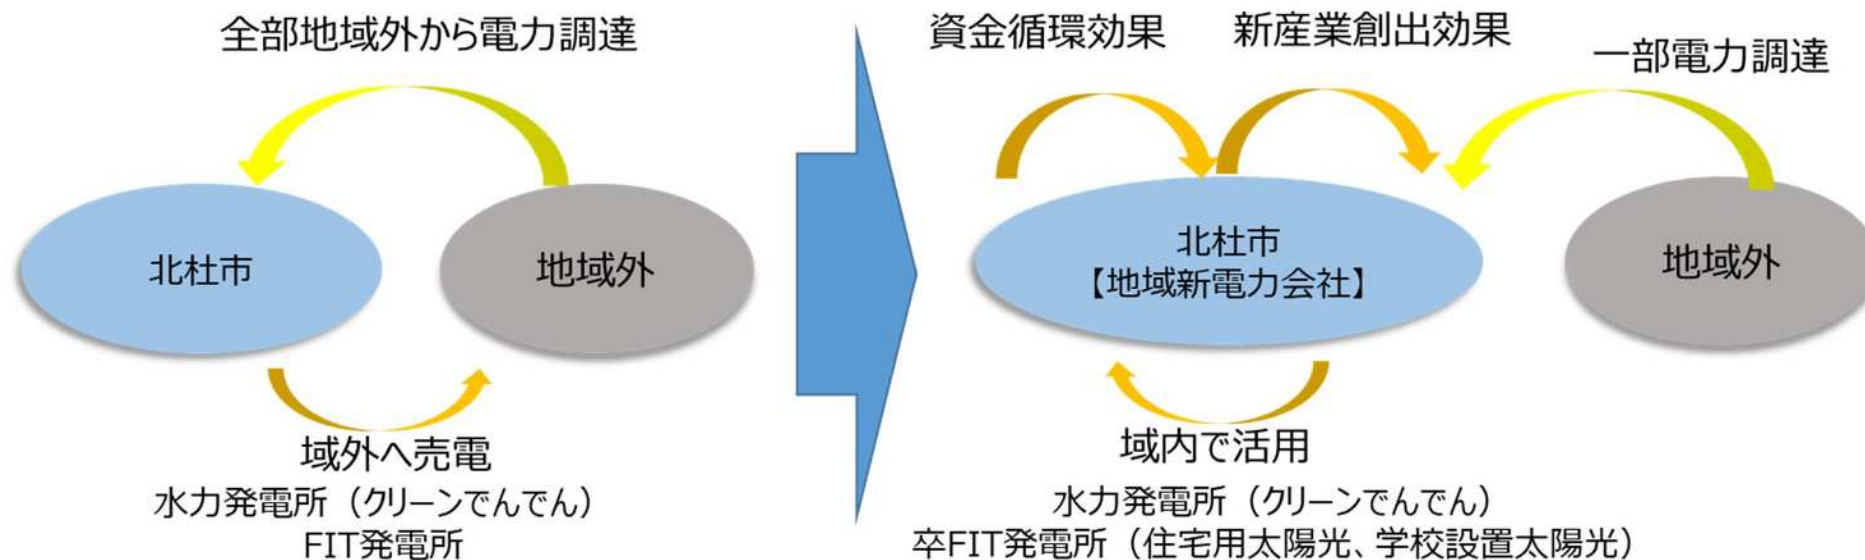 全部地域外から電力調達
北杜市
地域外
域外へ売電
水力発電所（クリーンでんでん）
FIT発電所
資金循環効果
新産業創出効果
一部電力調達
北杜市
【地域新電力会社】
地域外
域内で活用
水力発電所（クリーンでんでん）
卒FIT発電所（住宅用太陽光、学校設置太陽光）